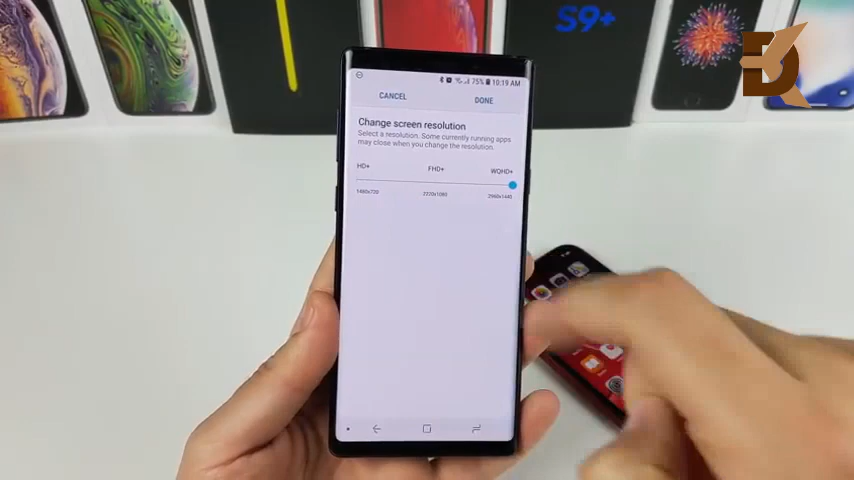 S9+
75% 10:19 AM
CANCEL DONE
Change screen resolution
Select a resolution. Some currently running apps
may close when you change the resolution.
HD+ FHD+ WQHD+
1480x720 2220x1080 2960x1440